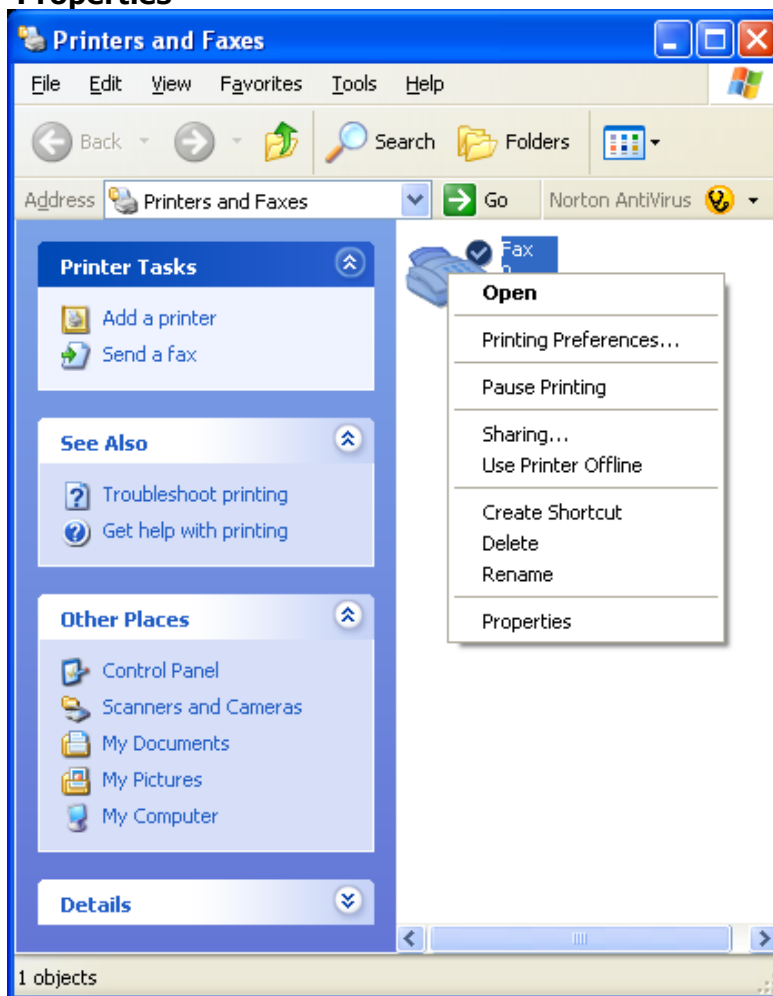 Properties
Printers and Faxes
File Edit View Favorites Tools Help
Back Search Folders
Address Printers and Faxes Go Norton AntiVirus
Printer Tasks
Add a printer
Send a fax
See Also
Troubleshoot printing
Get help with printing
Other Places
Control Panel
Scanners and Cameras
My Documents
My Pictures
My Computer
Details
Fax
Open
Printing Preferences...
Pause Printing
Sharing...
Use Printer Offline
Create Shortcut
Delete
Rename
Properties
1 objects